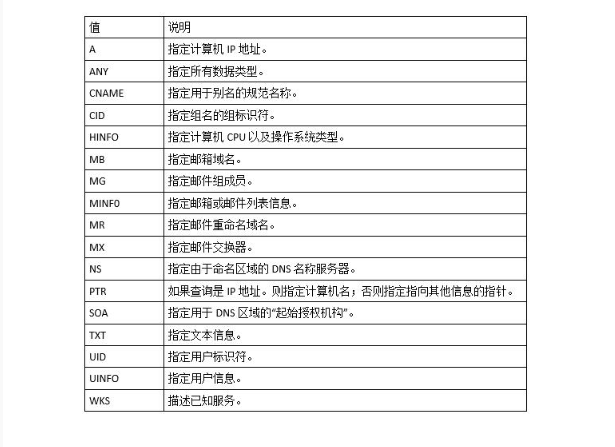 值 说明
A 指定计算机 IP 地址。
ANY 指定所有数据类型。
CNAME 指定用于别名的规范名称。
CID 指定组名的组标识符。
HINFO 指定计算机 CPU 以及操作系统类型。
MB 指定邮箱域名。
MG 指定邮件组成员。
MINF0 指定邮箱或邮件列表信息。
MR 指定邮件重命名域名。
MX 指定邮件交换器。
NS 指定由于命名区域的 DNS 名称服务器。
PTR 如果查询是 IP 地址。则指定计算机名；否则指定指向其他信息的指针。
SOA 指定用于 DNS 区域的“起始授权机构”。
TXT 指定文本信息。
UID 指定用户标识符。
UINFO 指定用户信息。
WKS 描述已知服务。